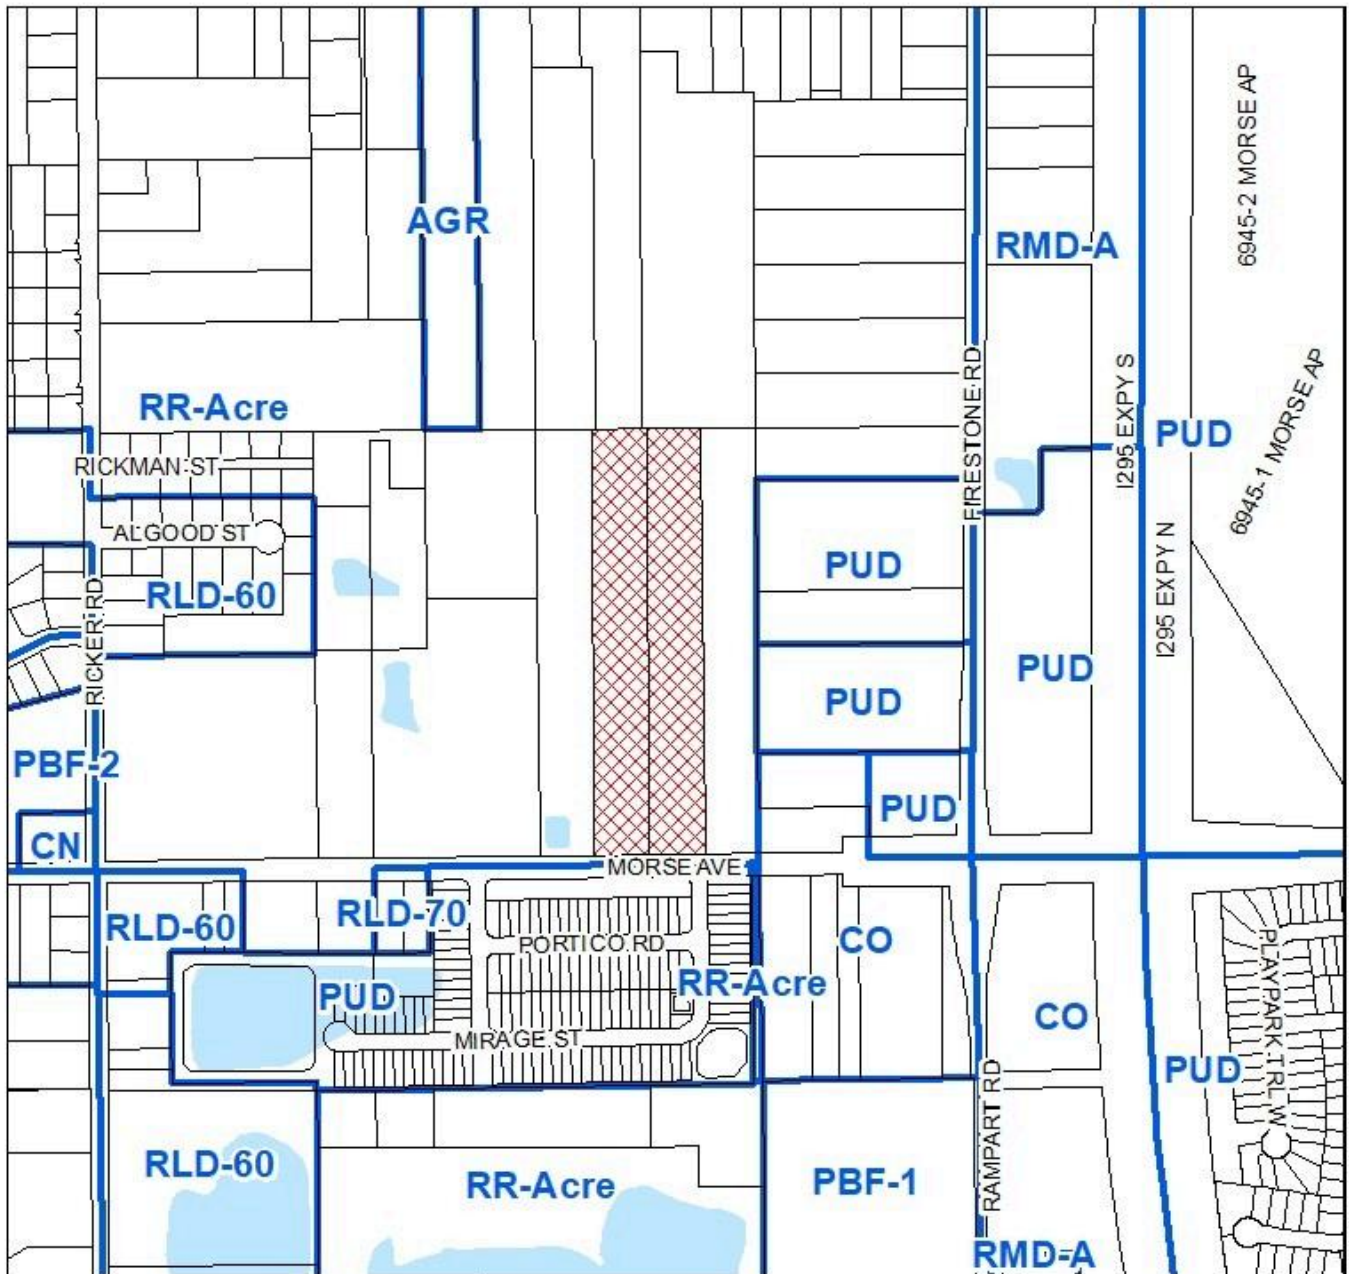 6945-2 MORSE AP
AGR
RMD-A
RR-Acre
FIRESTONE RD
I295 EXPY S
PUD
6945-1 MORSE AP
RICKMAN ST
ALGOOD ST
RLD-60
PUD
I295 EXPY N
RICKER RD
PUD
PUD
PBF-2
PUD
CN
MORSE AVE
RLD-60
RLD-70
PORTICO RD
CO
PUD
RR-Acre
MIRAGE ST
CO
PLAYPARK TRL W
PUD
RAMPART RD
RLD-60
RR-Acre
PBF-1
RMD-A